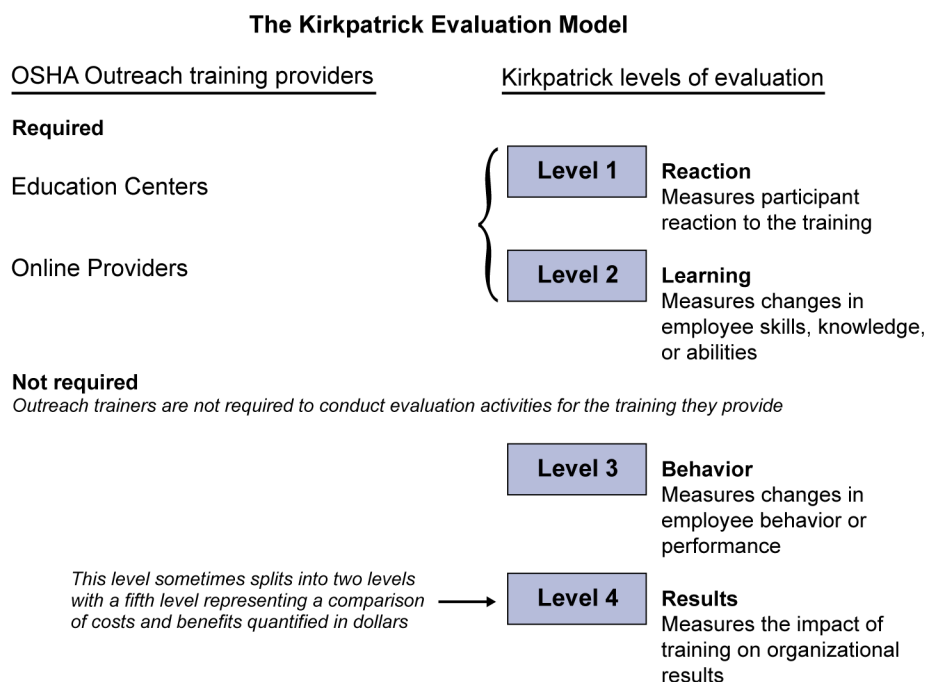 The Kirkpatrick Evaluation Model
OSHA Outreach training providers
Kirkpatrick levels of evaluation
Required
Education Centers
Online Providers
Level 1
Reaction
Measures participant
reaction to the training
Level 2
Learning
Measures changes in
employee skills, knowledge,
or abilities
Not required
Outreach trainers are not required to conduct evaluation activities for the training they provide
Level 3
Behavior
Measures changes in
employee behavior or
performance
This level sometimes splits into two levels
with a fifth level representing a comparison
of costs and benefits quantified in dollars
Level 4
Results
Measures the impact of
training on organizational
results